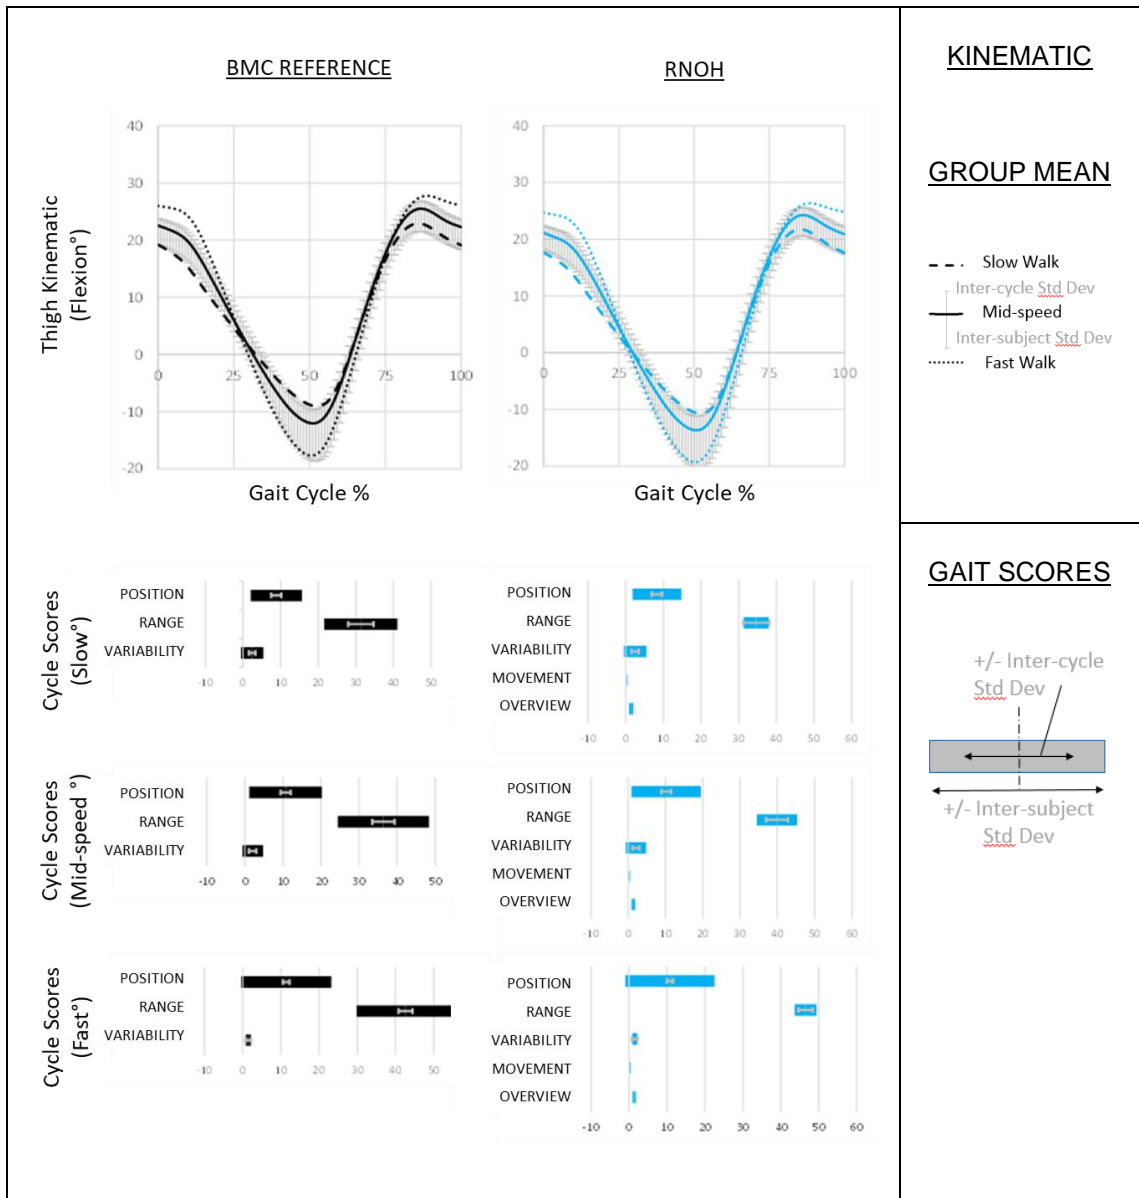 BMC REFERENCE
RNOH
KINEMATIC
GROUP MEAN
Slow Walk
Inter-cycle Std Dev
Mid-speed
Inter-subject Std Dev
Fast Walk
Thigh Kinematic
(Flexion°)
40
30
20
10
0
-10
-20
0
25
50
75
100
Gait Cycle %
40
30
20
10
0
-10
-20
0
25
50
75
100
Gait Cycle %
GAIT SCORES
+/- Inter-cycle
Std Dev
+/- Inter-subject
Std Dev
Cycle Scores
(Slow°)
POSITION
RANGE
VARIABILITY
-10 0 10 20 30 40 50
POSITION
RANGE
VARIABILITY
MOVEMENT
OVERVIEW
-10 0 10 20 30 40 50 60
Cycle Scores
(Mid-speed °)
POSITION
RANGE
VARIABILITY
-10 0 10 20 30 40 50
POSITION
RANGE
VARIABILITY
MOVEMENT
OVERVIEW
-10 0 10 20 30 40 50 60
Cycle Scores
(Fast°)
POSITION
RANGE
VARIABILITY
-10 0 10 20 30 40 50
POSITION
RANGE
VARIABILITY
MOVEMENT
OVERVIEW
-10 0 10 20 30 40 50 60